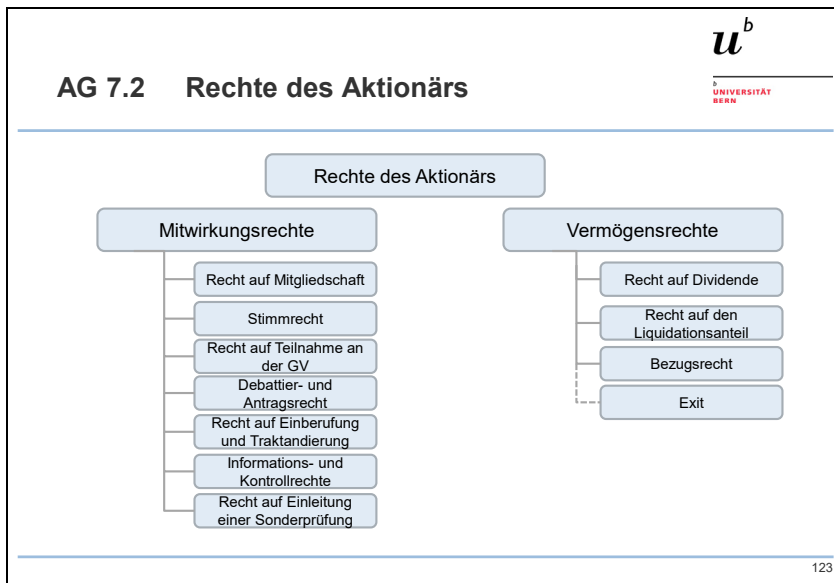 u b
AG 7.2 Rechte des Aktionärs
b
UNIVERSITÄT
BERN
Rechte des Aktionärs
Mitwirkungsrechte
Recht auf Mitgliedschaft
Stimmrecht
Recht auf Teilnahme an
der GV
Debattier- und
Antragsrecht
Recht auf Einberufung
und Traktandierung
Informations- und
Kontrollrechte
Recht auf Einleitung
einer Sonderprüfung
Vermögensrechte
Recht auf Dividende
Recht auf den
Liquidationsanteil
Bezugsrecht
Exit
123